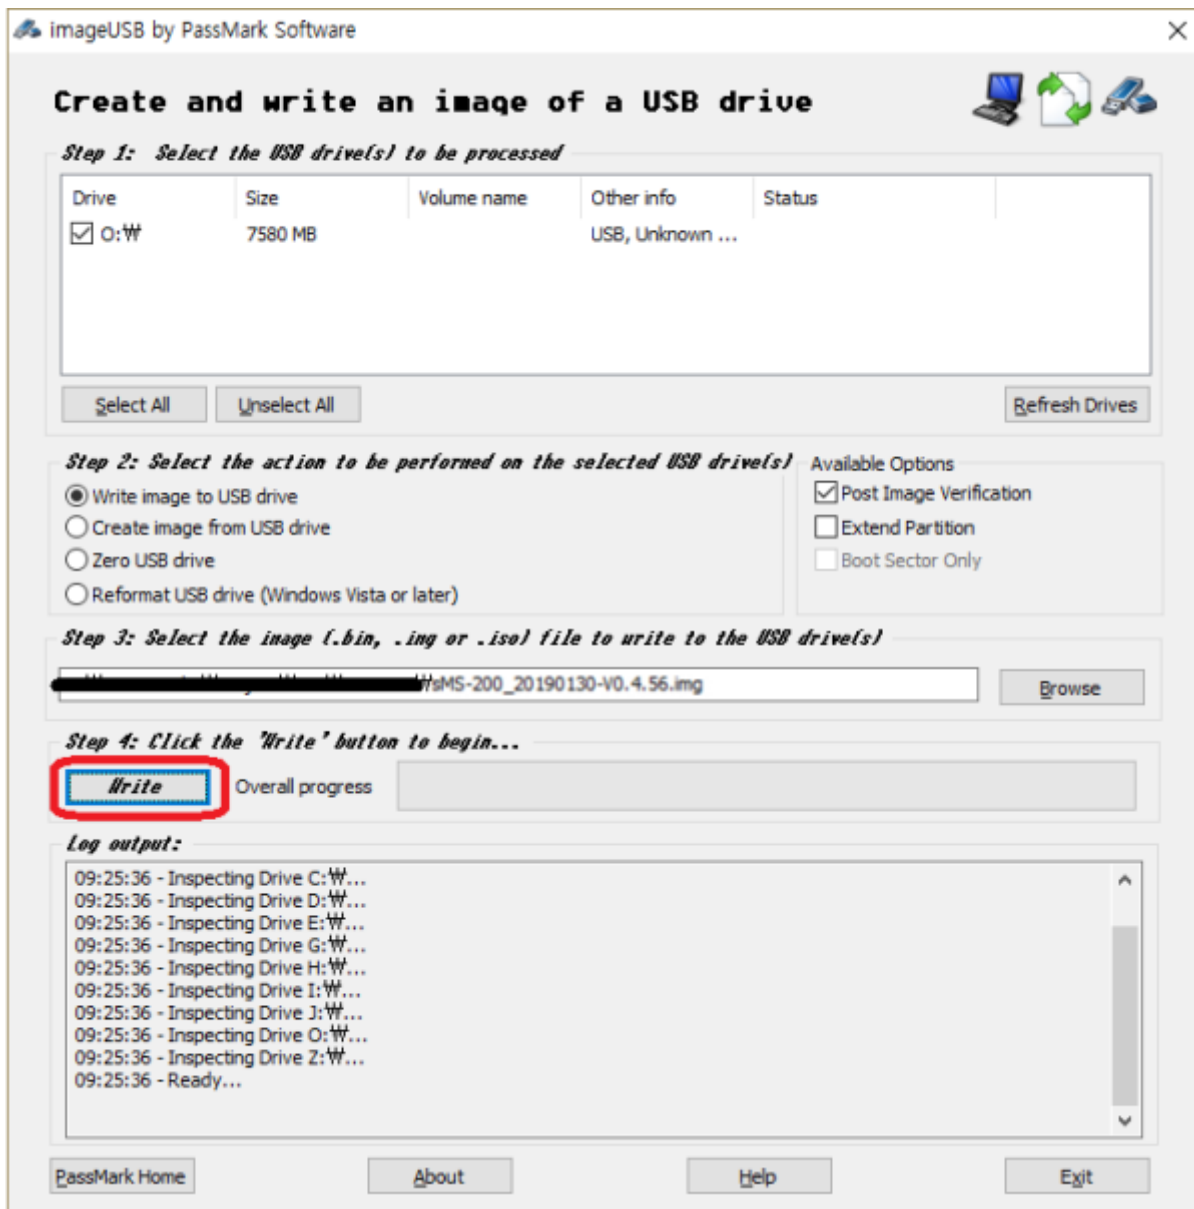 imageUSB by PassMark Software
Create and write an image of a USB drive
Step 1: Select the USB drive(s) to be processed
Drive Size Volume name Other info Status
O:₩ 7580 MB USB, Unknown ...
Select All Unselect All Refresh Drives
Step 2: Select the action to be performed on the selected USB drive(s) Available Options
Write image to USB drive Post Image Verification
Create image from USB drive Extend Partition
Zero USB drive Boot Sector Only
Reformat USB drive (Windows Vista or later)
Step 3: Select the image (.bin, .img or .iso) file to write to the USB drive(s)
₩sMS-200_20190130-V0.4.56.img Browse
Step 4: Click the 'Write' button to begin...
Write Overall progress
Log output:
09:25:36 - Inspecting Drive C:₩...
09:25:36 - Inspecting Drive D:₩...
09:25:36 - Inspecting Drive E:₩...
09:25:36 - Inspecting Drive G:₩...
09:25:36 - Inspecting Drive H:₩...
09:25:36 - Inspecting Drive I:₩...
09:25:36 - Inspecting Drive J:₩...
09:25:36 - Inspecting Drive O:₩...
09:25:36 - Inspecting Drive Z:₩...
09:25:36 - Ready...
PassMark Home About Help Exit